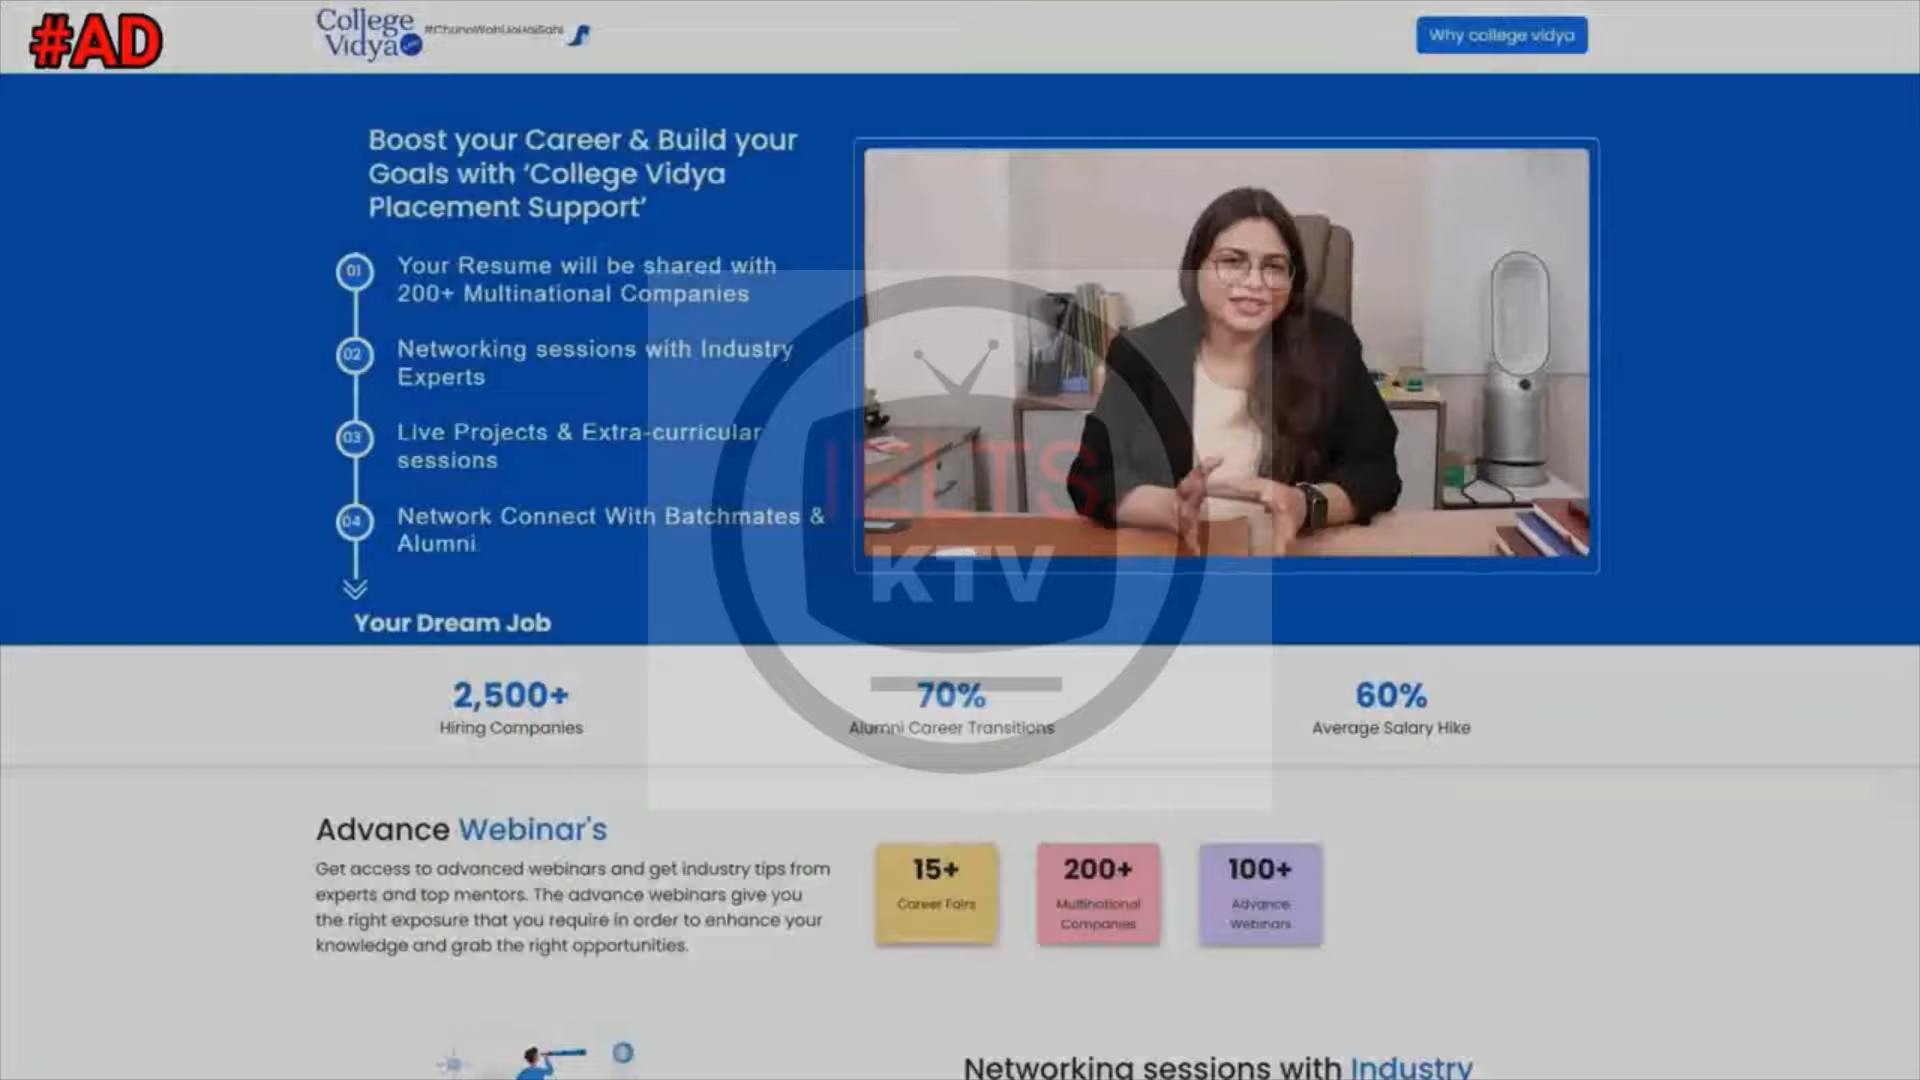 #AD
College
Vidya
#ChunoWahiJoHaiSahi
Why college vidya
Boost your Career & Build your
Goals with ‘College Vidya
Placement Support’
01
Your Resume will be shared with
200+ Multinational Companies
02
Networking sessions with Industry
Experts
03
Live Projects & Extra-curricular
sessions
04
Network Connect With Batchmates &
Alumni
Your Dream Job
IELTS
KTV
2,500+
Hiring Companies
70%
Alumni Career Transitions
60%
Average Salary Hike
Advance Webinar's
Get access to advanced webinars and get industry tips from
experts and top mentors. The advance webinars give you
the right exposure that you require in order to enhance your
knowledge and grab the right opportunities.
15+
Career Fairs
200+
Multinational
Companies
100+
Advance
Webinars
Networking sessions with Industry